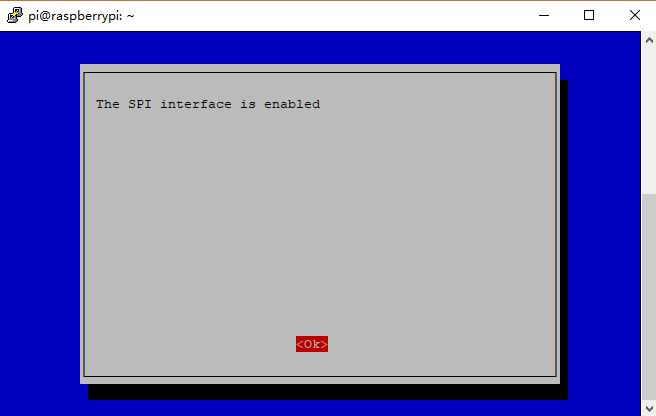 pi@raspberrypi: ~
The SPI interface is enabled
<Ok>